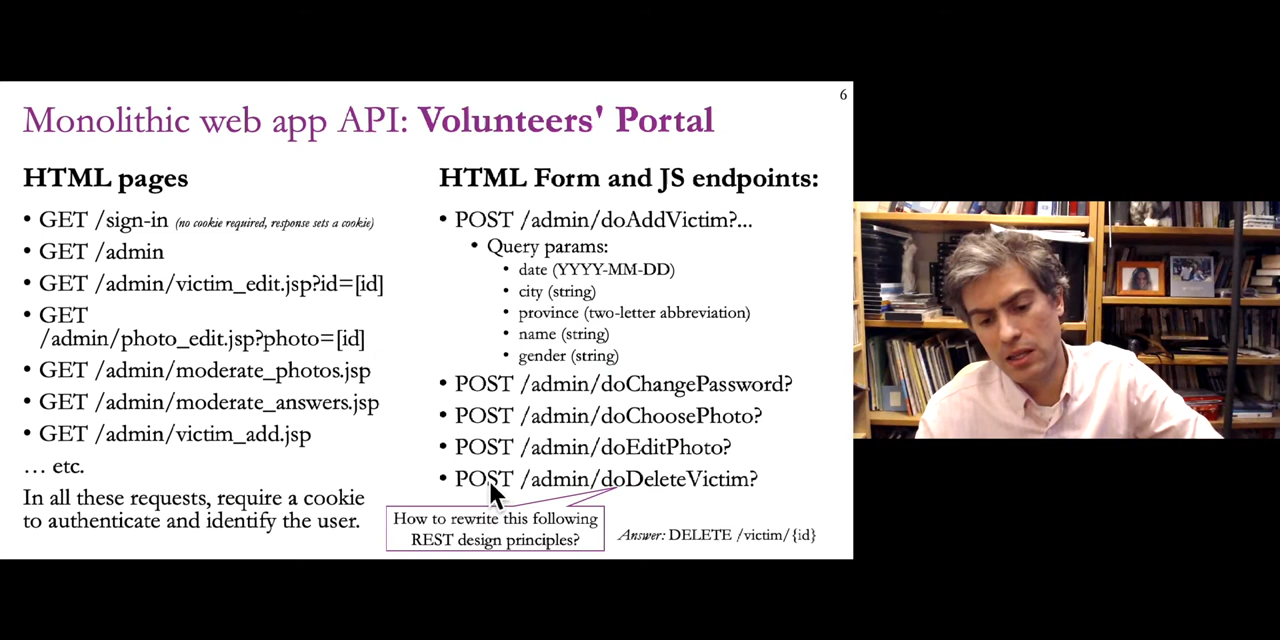 6
Monolithic web app API: Volunteers' Portal
HTML pages
• GET /sign-in (no cookie required, response sets a cookie)
• GET /admin
• GET /admin/victim_edit.jsp?id=[id]
• GET
/admin/photo_edit.jsp?photo=[id]
• GET /admin/moderate_photos.jsp
• GET /admin/moderate_answers.jsp
• GET /admin/victim_add.jsp
… etc.
In all these requests, require a cookie
to authenticate and identify the user.
HTML Form and JS endpoints:
• POST /admin/doAddVictim?...
• Query params:
• date (YYYY-MM-DD)
• city (string)
• province (two-letter abbreviation)
• name (string)
• gender (string)
• POST /admin/doChangePassword?
• POST /admin/doChoosePhoto?
• POST /admin/doEditPhoto?
• POST /admin/doDeleteVictim?
How to rewrite this following
REST design principles?
Answer: DELETE /victim/{id}